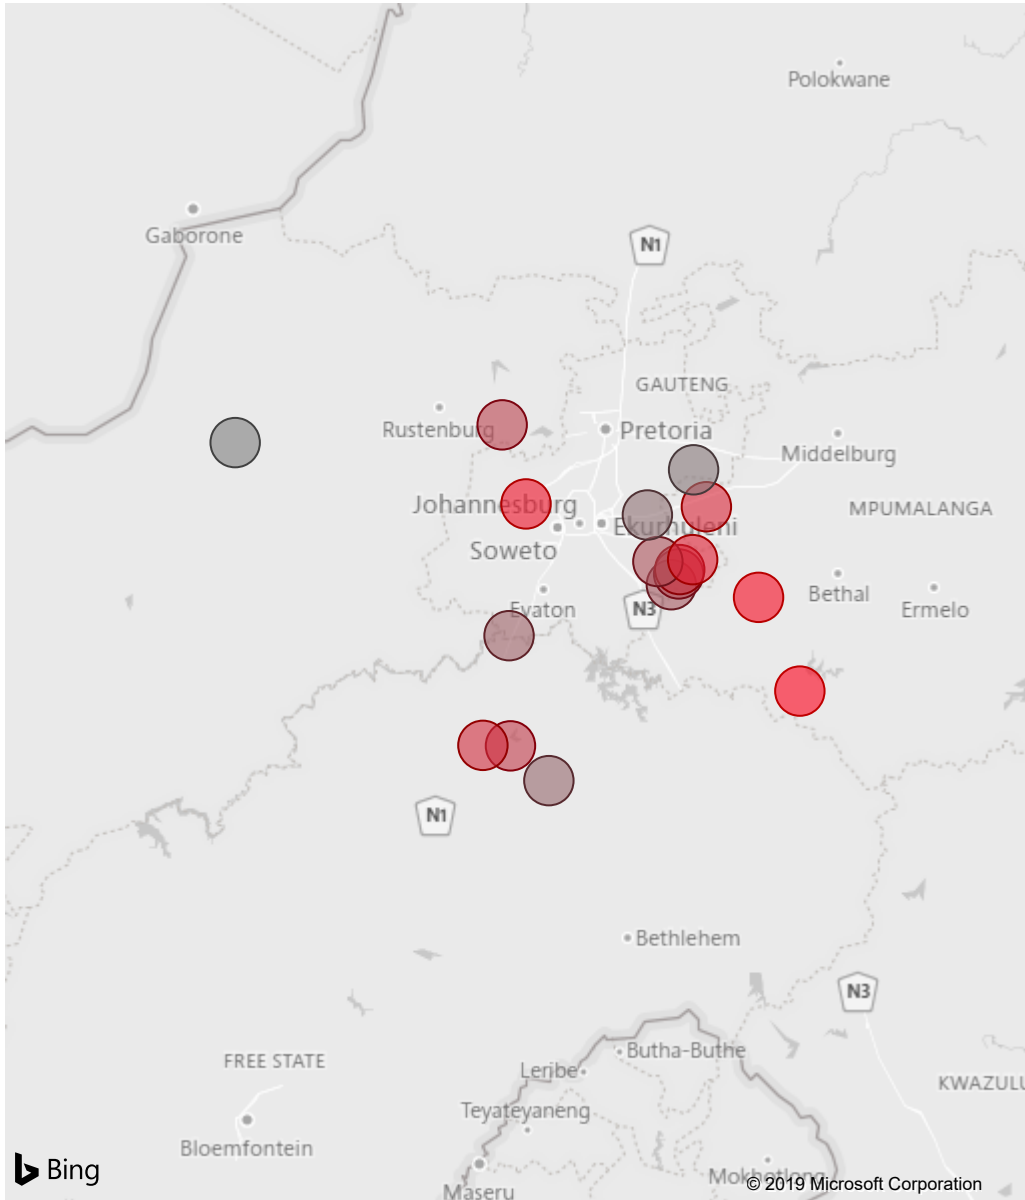 Polokwane
Gaborone
N1
GAUTENG
Rustenburg
Pretoria
Middelburg
Johannesburg
MPUMALANGA
Ekurhuleni
Soweto
Bethal
Evaton
N3
Ermelo
N1
Bethlehem
N3
Butha-Buthe
FREE STATE
Leribe
KWAZULU
Teyateyaneng
Bloemfontein
Bing
Mokhotlong
© 2019 Microsoft Corporation
Maseru